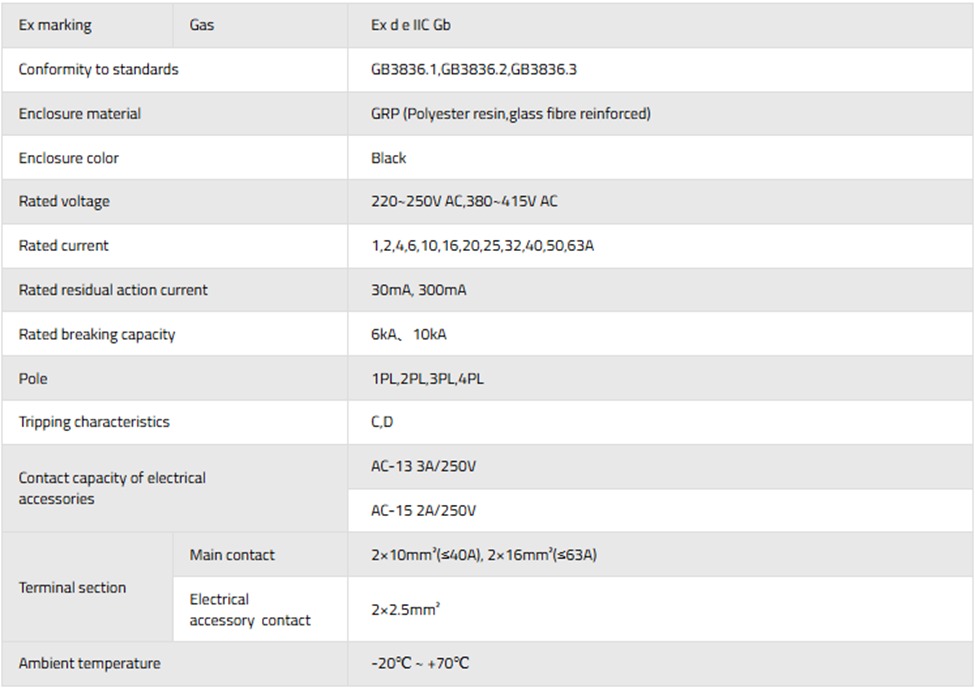 Ex marking Gas Ex d e IIC Gb
Conformity to standards GB3836.1,GB3836.2,GB3836.3
Enclosure material GRP (Polyester resin,glass fibre reinforced)
Enclosure color Black
Rated voltage 220~250V AC,380~415V AC
Rated current 1,2,4,6,10,16,20,25,32,40,50,63A
Rated residual action current 30mA, 300mA
Rated breaking capacity 6kA、10kA
Pole 1PL,2PL,3PL,4PL
Tripping characteristics C,D
Contact capacity of electrical
accessories
AC-13 3A/250V
AC-15 2A/250V
Terminal section
Main contact 2×10mm²(≤40A), 2×16mm²(≤63A)
Electrical
accessory contact
2×2.5mm²
Ambient temperature -20℃ ~ +70℃